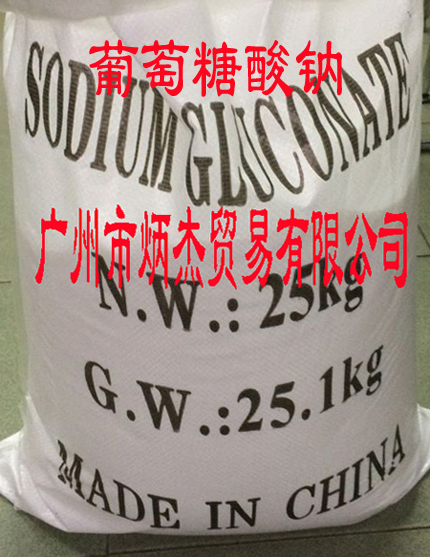 葡萄糖酸钠
SODIUM GLUCONATE
广州市炳杰贸易有限公司
N.W.: 25kg
G.W.:25.1kg
MADE IN CHINA